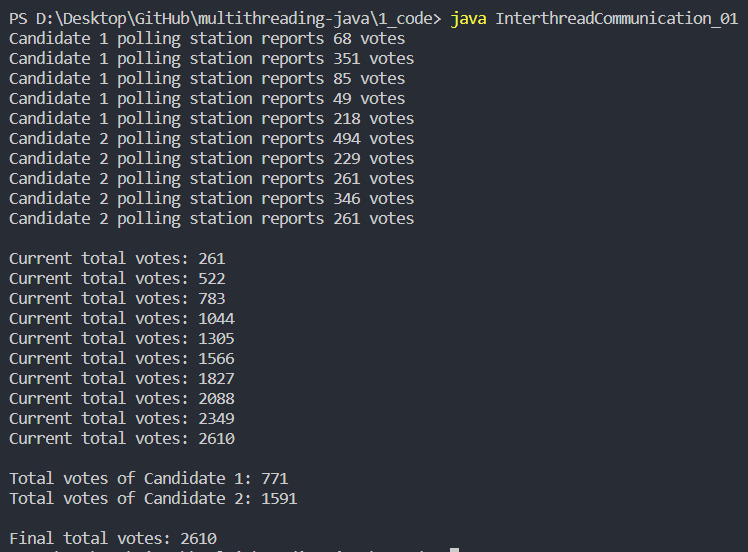 PS D:\Desktop\GitHub\multithreading-java\1_code> java InterthreadCommunication_01
Candidate 1 polling station reports 68 votes
Candidate 1 polling station reports 351 votes
Candidate 1 polling station reports 85 votes
Candidate 1 polling station reports 49 votes
Candidate 1 polling station reports 218 votes
Candidate 2 polling station reports 494 votes
Candidate 2 polling station reports 229 votes
Candidate 2 polling station reports 261 votes
Candidate 2 polling station reports 346 votes
Candidate 2 polling station reports 261 votes
Current total votes: 261
Current total votes: 522
Current total votes: 783
Current total votes: 1044
Current total votes: 1305
Current total votes: 1566
Current total votes: 1827
Current total votes: 2088
Current total votes: 2349
Current total votes: 2610
Total votes of Candidate 1: 771
Total votes of Candidate 2: 1591
Final total votes: 2610